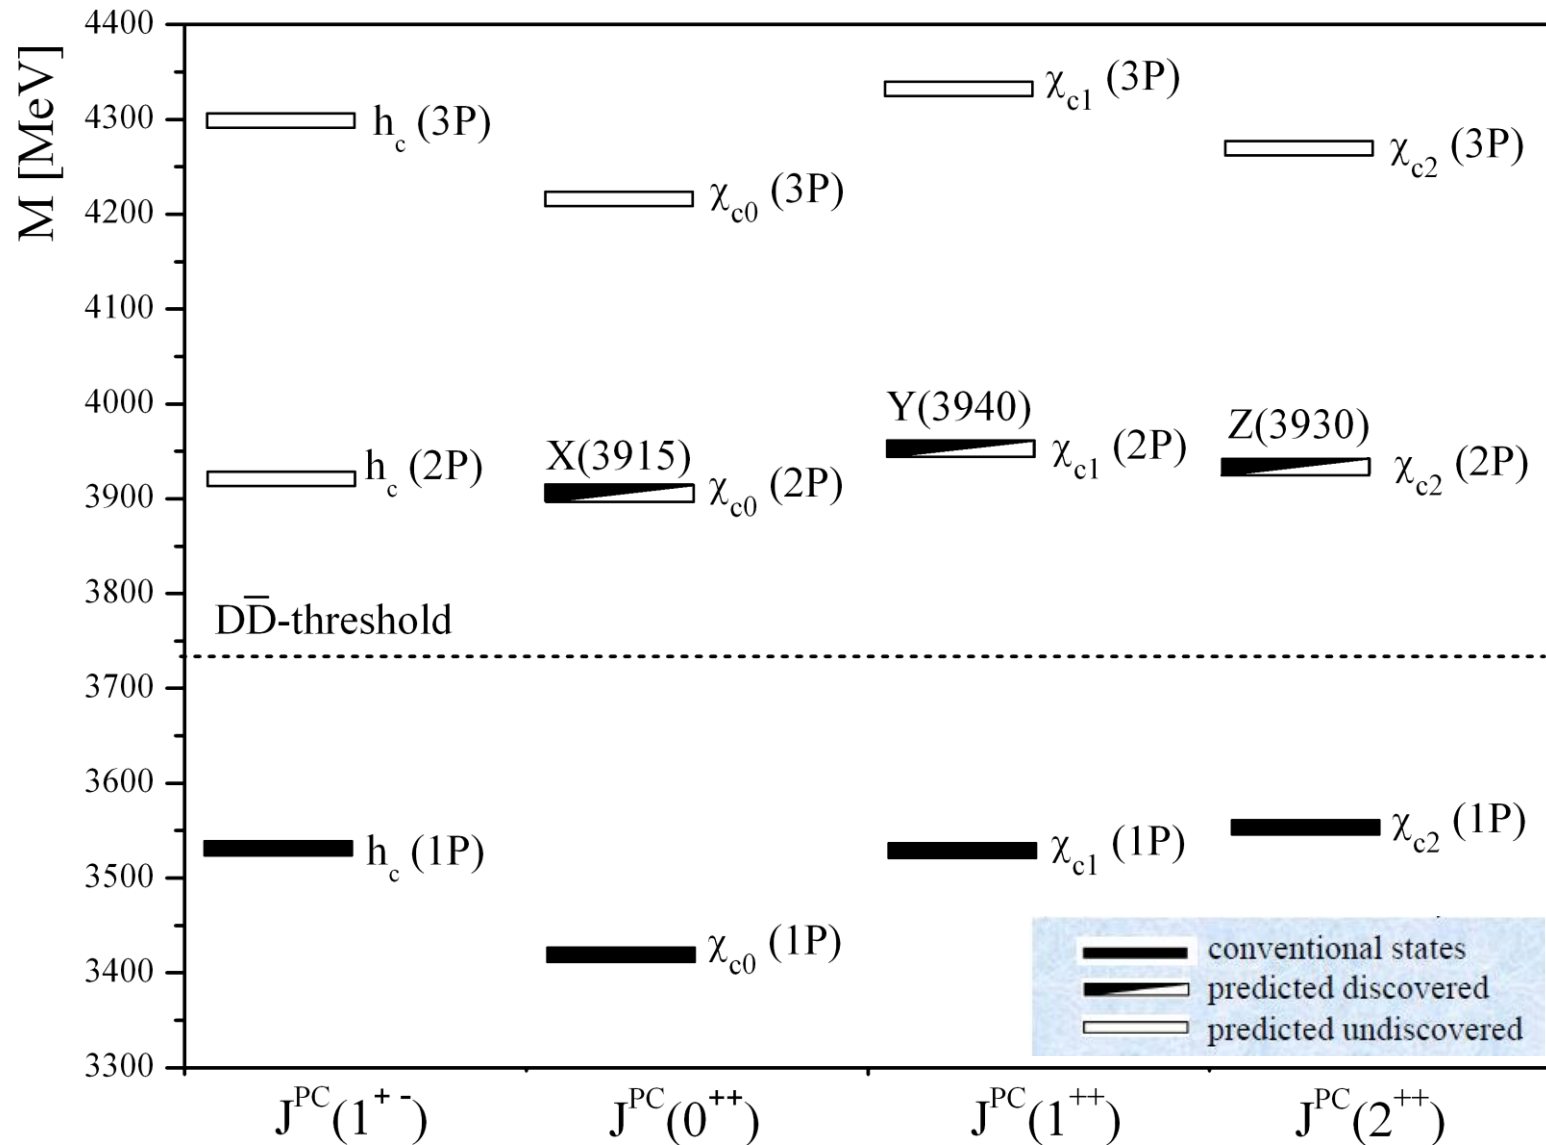 M [MeV]
4400
4300
4200
4100
4000
3900
3800
3700
3600
3500
3400
3300
h_c (3P)
χ_c0 (3P)
χ_c1 (3P)
χ_c2 (3P)
h_c (2P)
X(3915)
χ_c0 (2P)
Y(3940)
χ_c1 (2P)
Z(3930)
χ_c2 (2P)
DD̅-threshold
h_c (1P)
χ_c0 (1P)
χ_c1 (1P)
χ_c2 (1P)
conventional states
predicted discovered
predicted undiscovered
J^PC(1^+-)
J^PC(0^++)
J^PC(1^++)
J^PC(2^++)